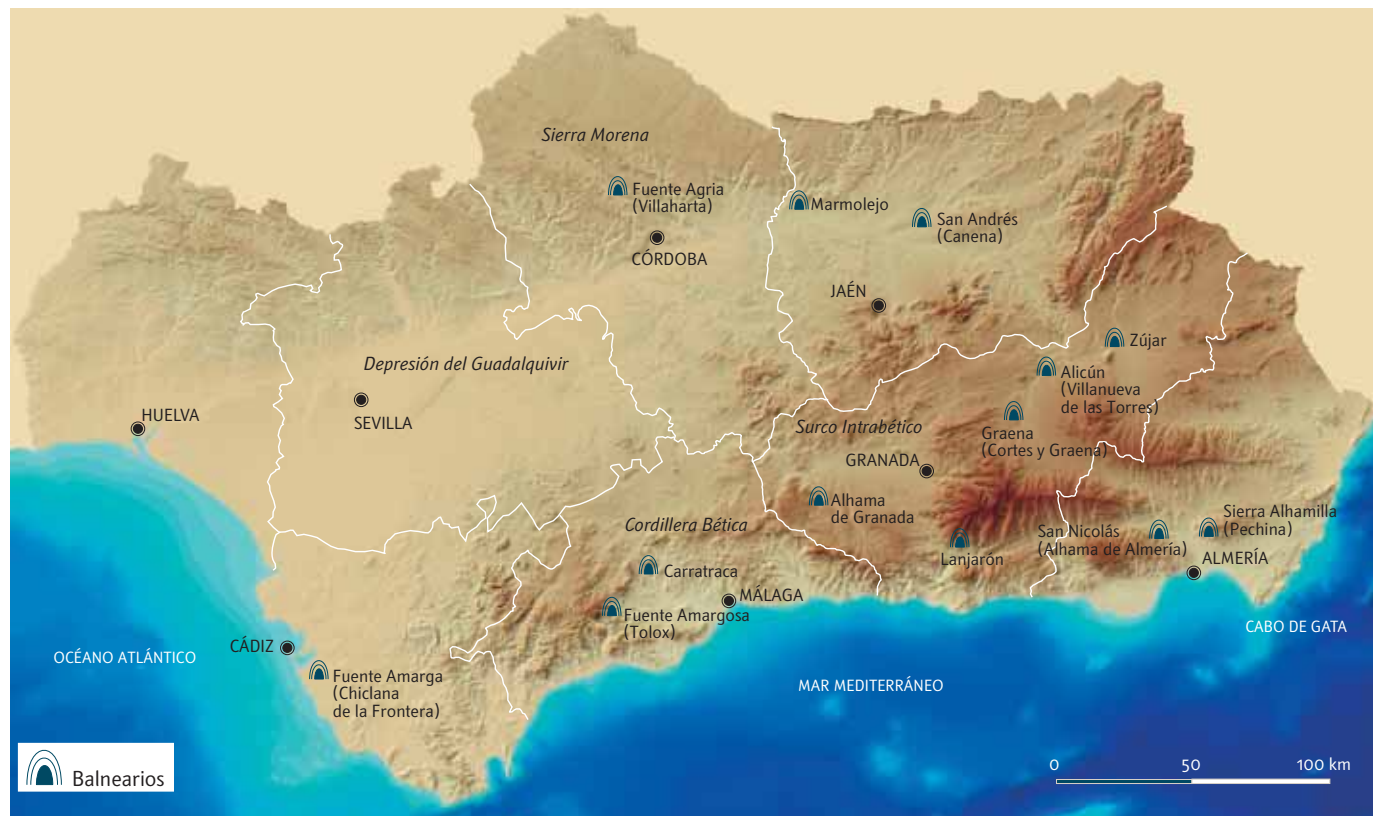 Sierra Morena
Fuente Agria
(Villaharta)
Marmolejo
San Andrés
(Canena)
CÓRDOBA
JAÉN
Zújar
Depresión del Guadalquivir
Alicún
(Villanueva
de las Torres)
HUELVA
SEVILLA
Surco Intrabético
Graena
(Cortes y Graena)
GRANADA
Alhama
de Granada
Cordillera Bética
Lanjarón
San Nicolás
(Alhama de Almería)
Sierra Alhamilla
(Pechina)
ALMERÍA
Carratraca
MÁLAGA
Fuente Amargosa
(Tolox)
CABO DE GATA
CÁDIZ
OCÉANO ATLÁNTICO
Fuente Amarga
(Chiclana
de la Frontera)
MAR MEDITERRÁNEO
Balnearios
0 50 100 km